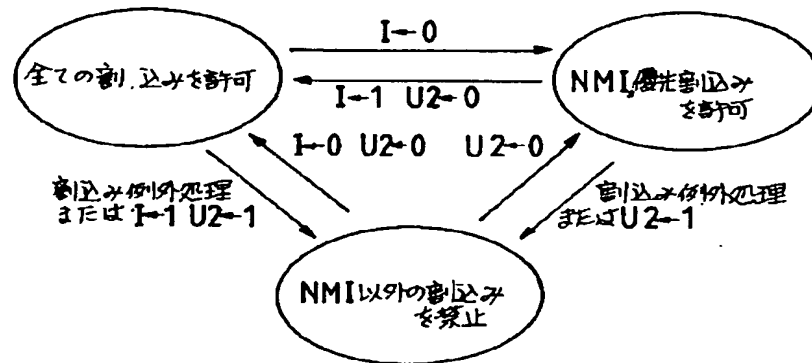 I←0
全ての割り込みを許可
NMI,優先割込み
を許可
I←1 U2←0
I←0 U2←0
U2←0
割込み例外処理
または I←1 U2←1
割込み例外処理
またはU2←1
NMI以外の割込み
を禁止